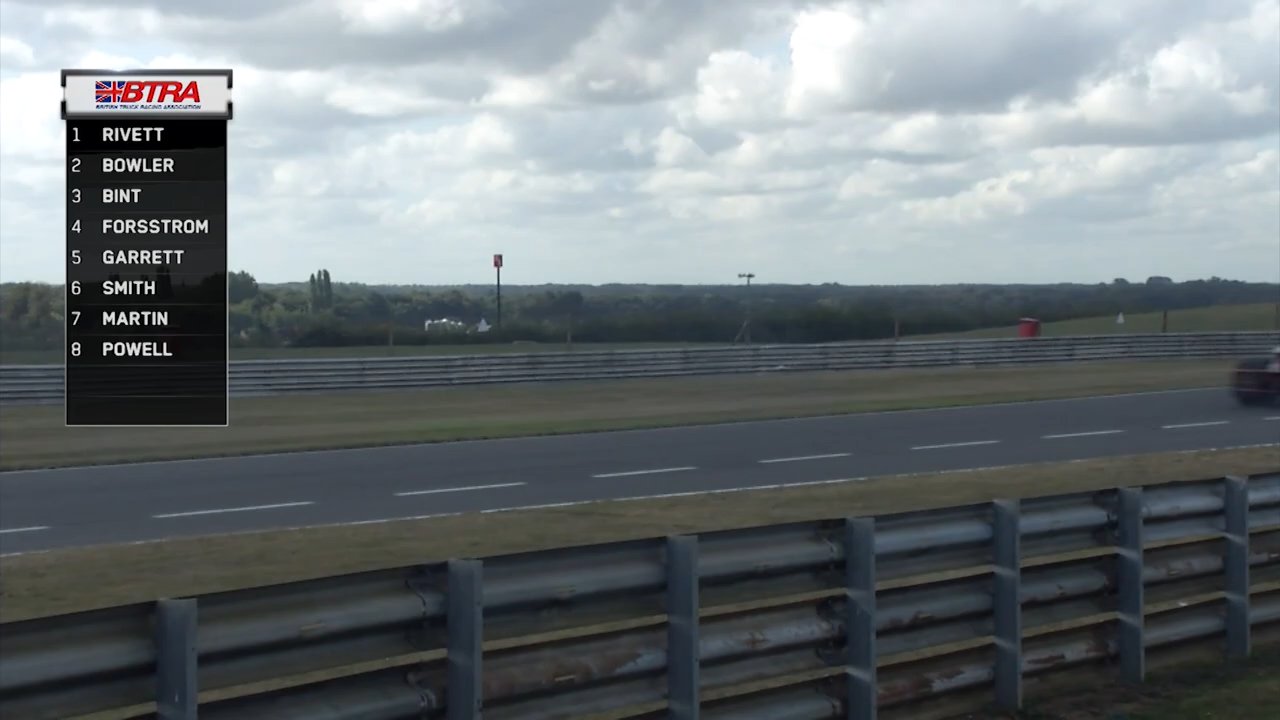 BTRA
BRITISH TRUCK RACING ASSOCIATION
1 RIVETT
2 BOWLER
3 BINT
4 FORSSTROM
5 GARRETT
6 SMITH
7 MARTIN
8 POWELL